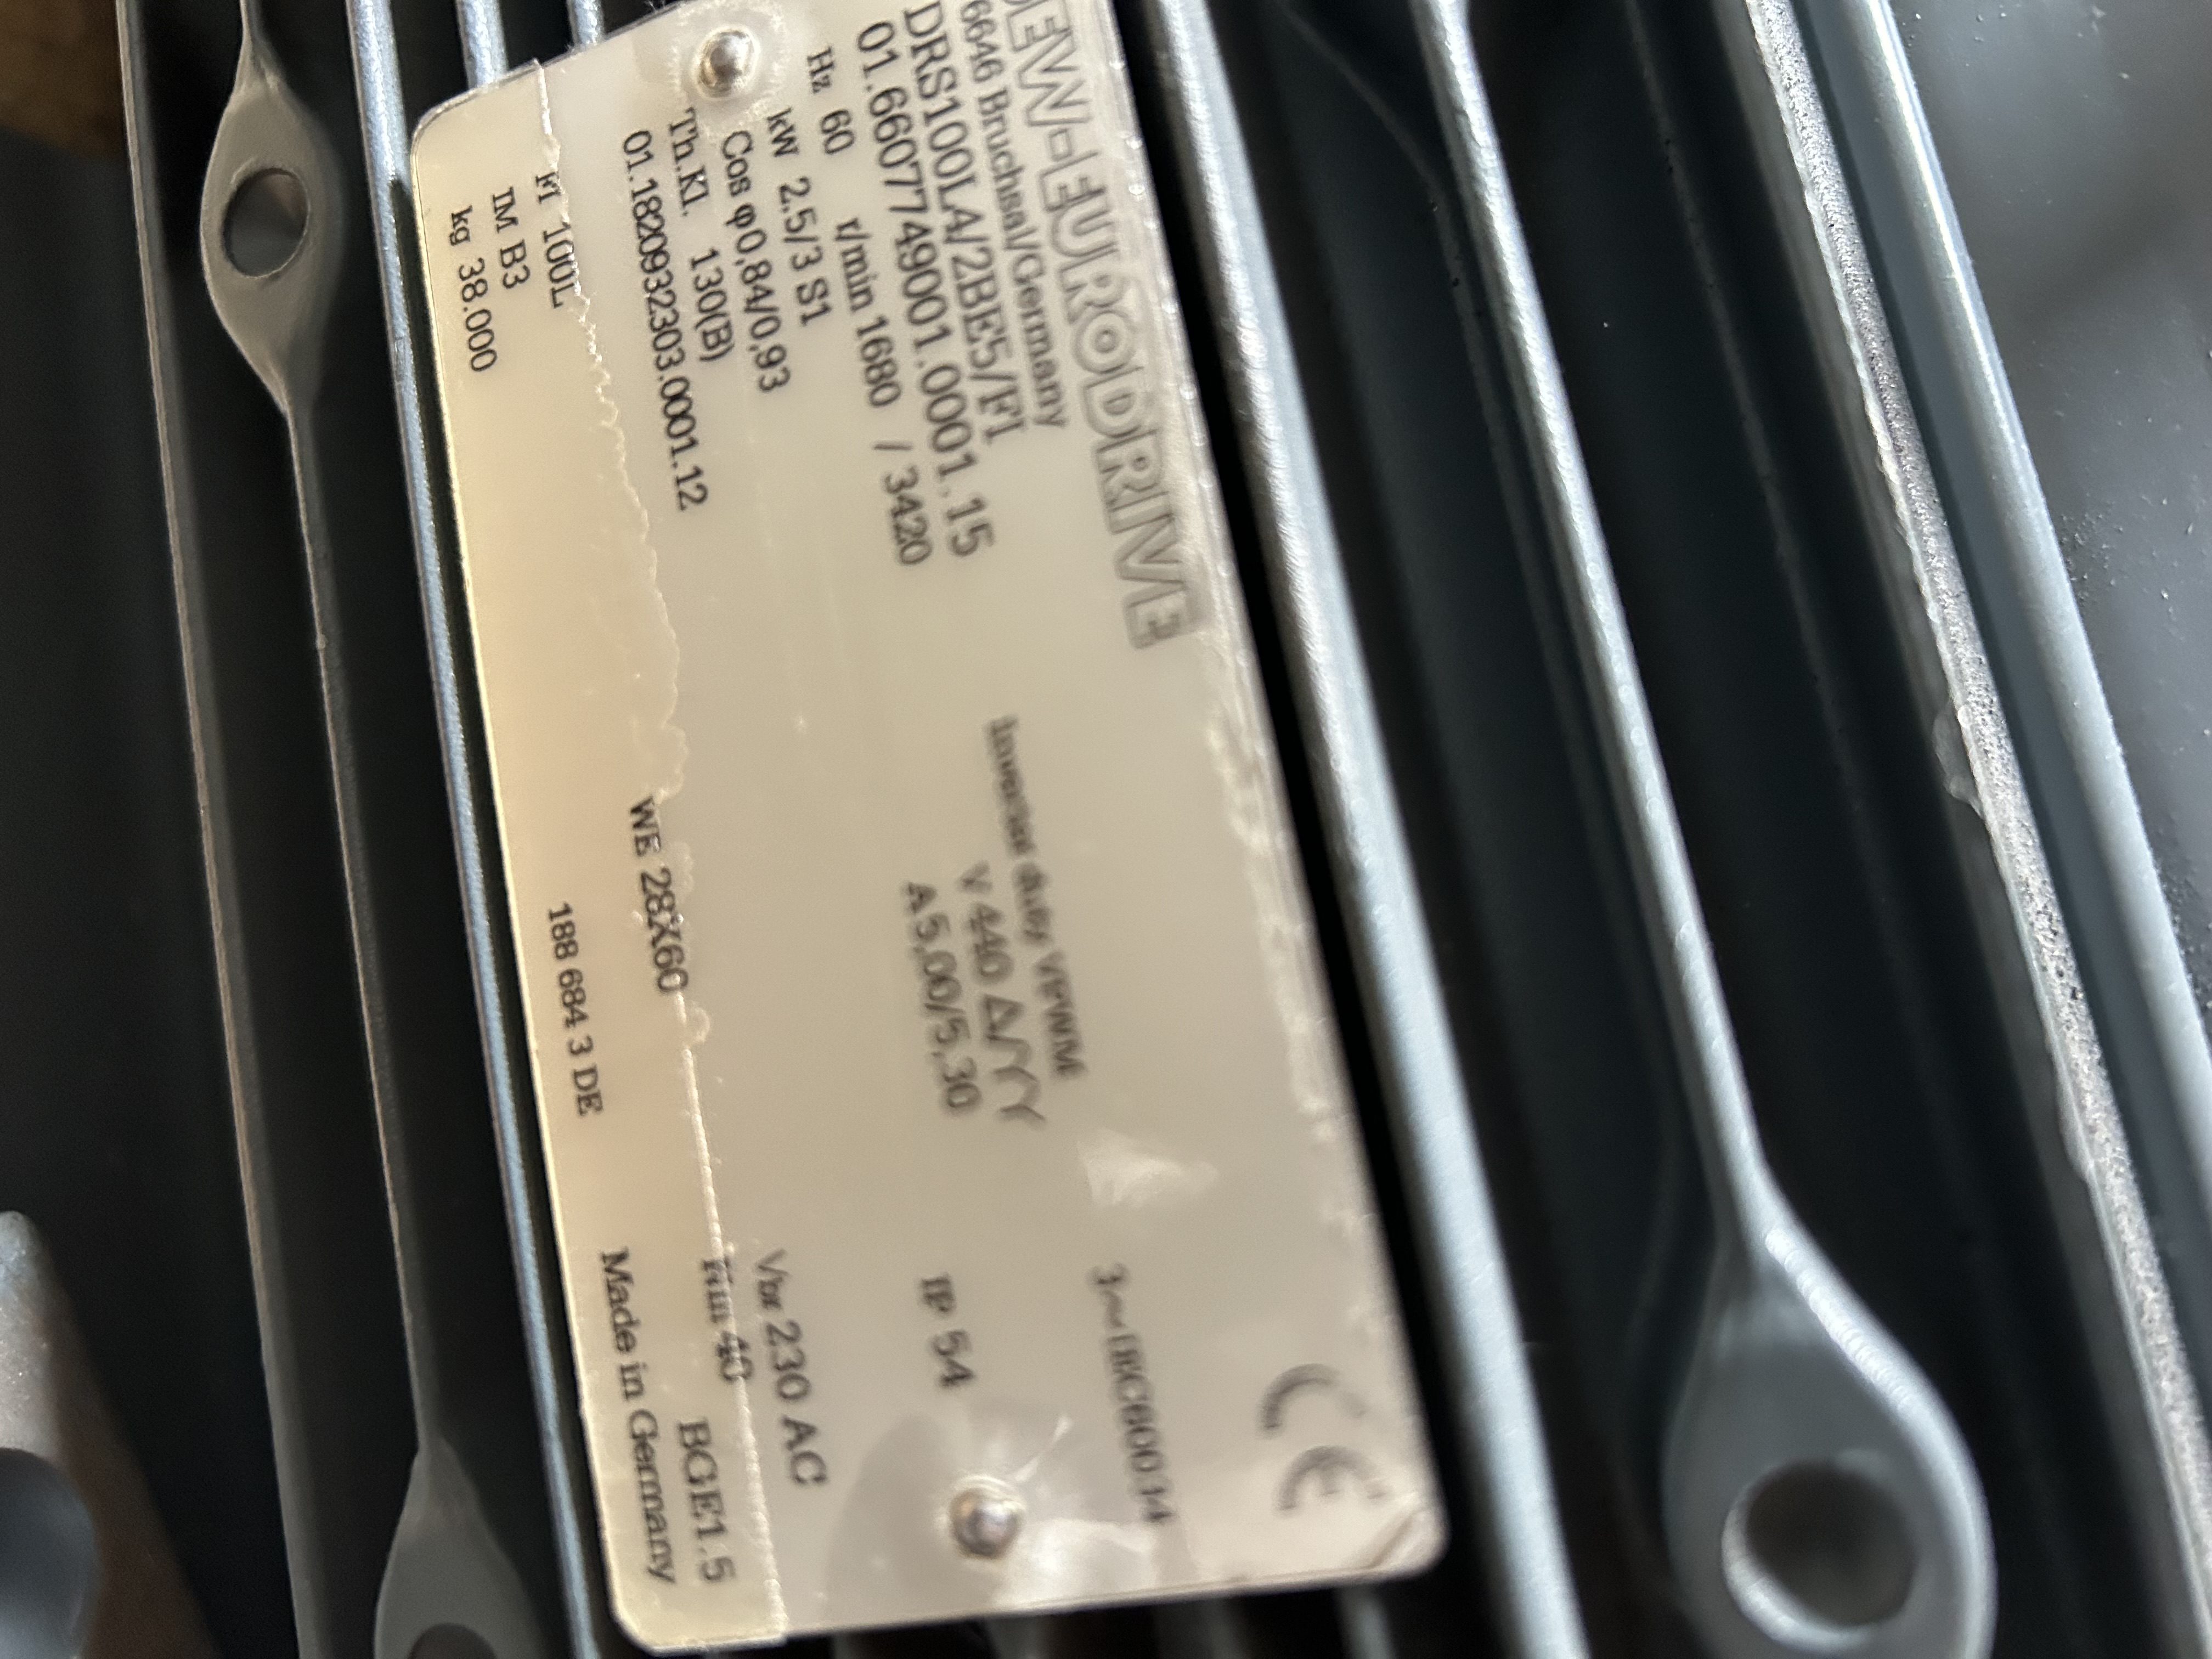 SEW-EURODRIVE
CE
76646 Bruchsal/Germany
DRS100L4/2BE5/FI
3~IEC60034
01.6607749001.0001.15
Inverter duty VPWM
Hz 60
r/min 1680 / 3420
V 440 Δ/YY
kW 2.5/3 S1
A 5,00/5,30
IP 54
Cos φ0,84/0,93
Th.Kl. 130(B)
01.1820932303.0001.12
Vbr 230 AC
H 100L
WE 28X60
Nm 40
BGE1.5
IM B3
kg 38.000
188 684 3 DE
Made in Germany